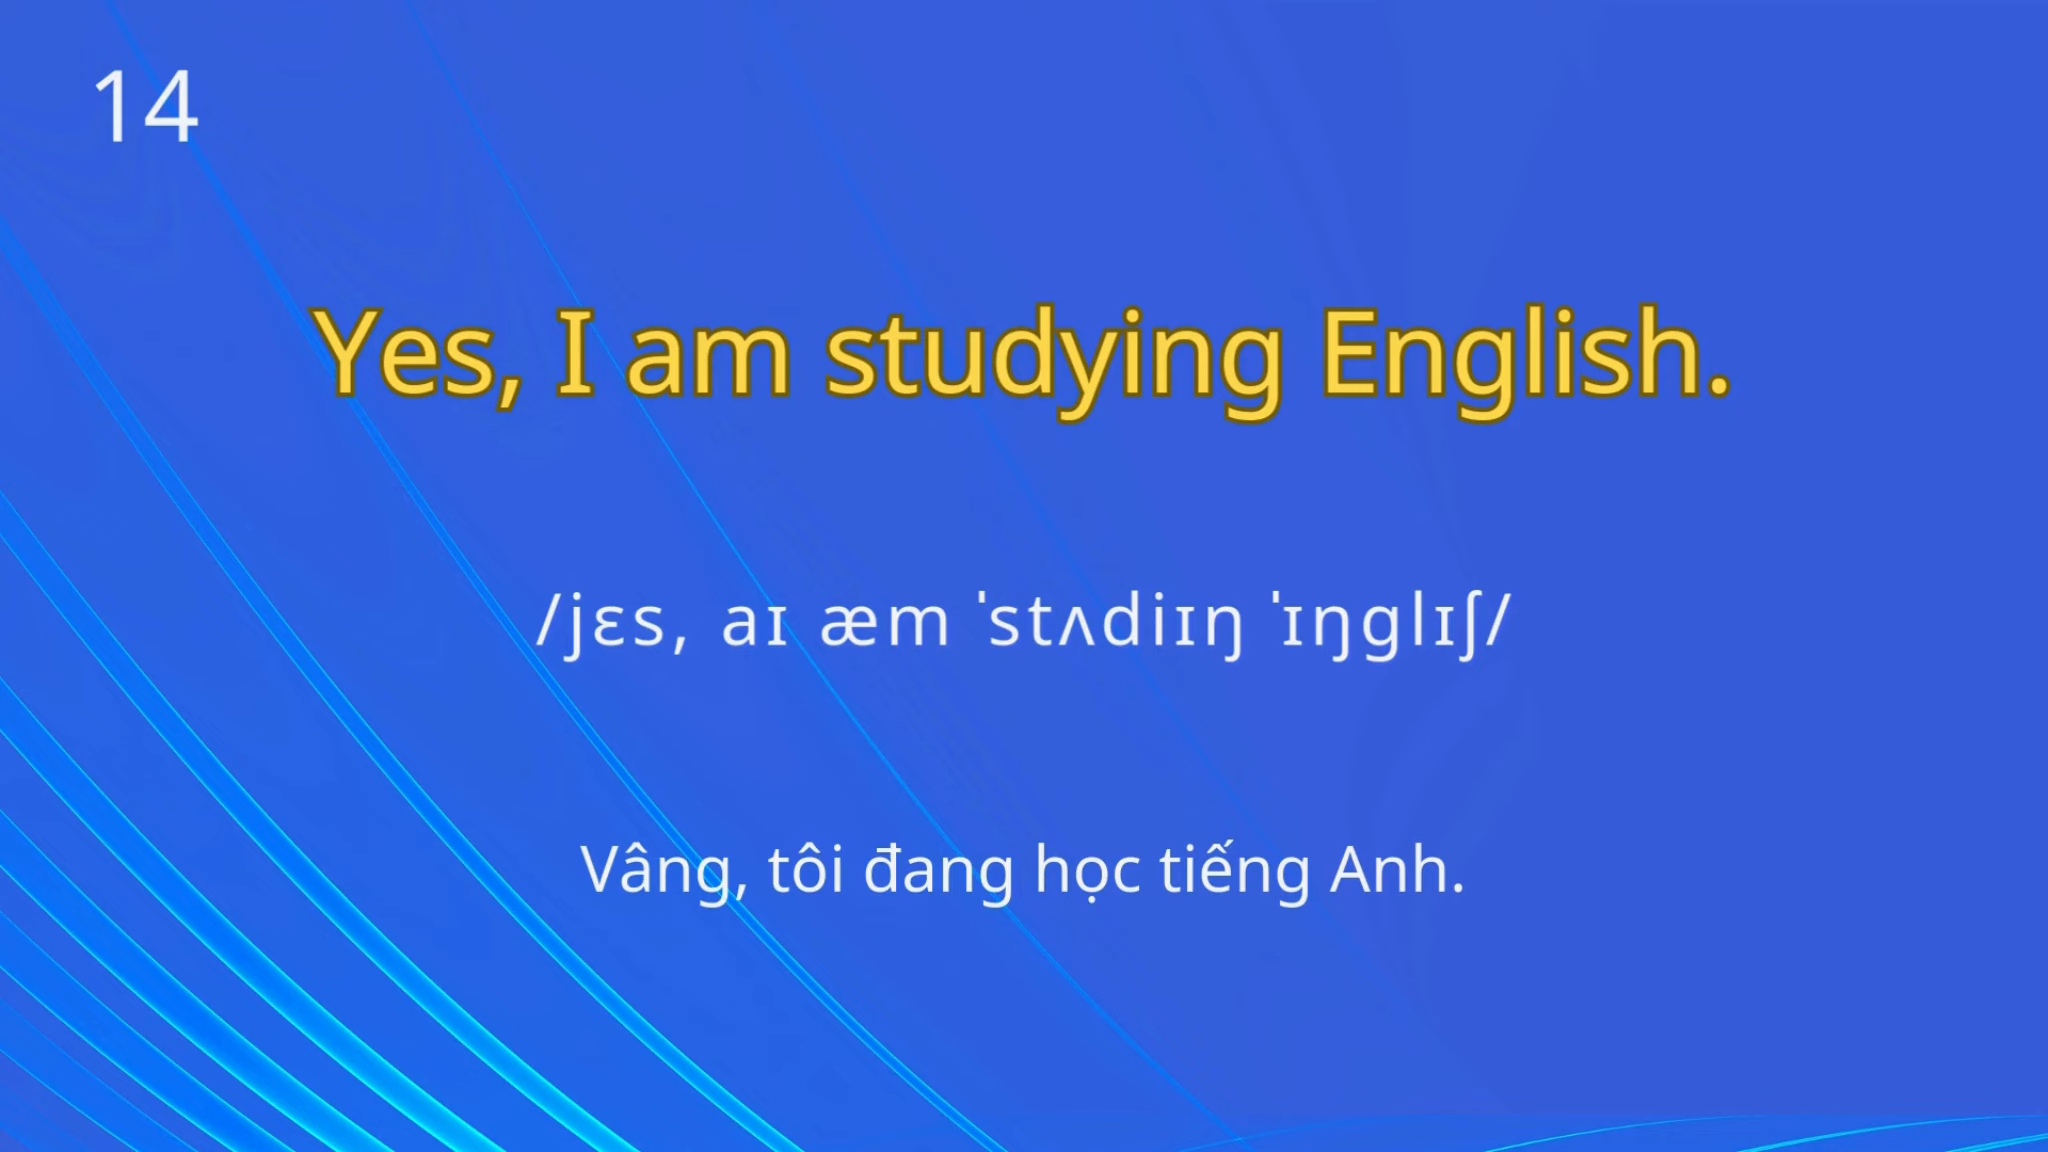 14
Yes, I am studying English.
/jɛs, aɪ æm ˈstʌdiɪŋ ˈɪŋglɪʃ/
Vâng, tôi đang học tiếng Anh.